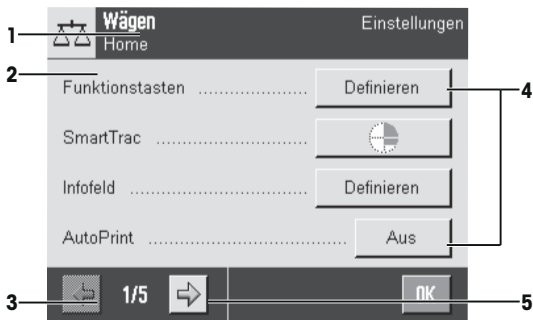 Wägen
Home
Einstellungen
1
2
Funktionstasten .................... Definieren
4
SmartTrac ............................
Infofeld ................................ Definieren
AutoPrint ..................................... Aus
3
1/5
OK
5